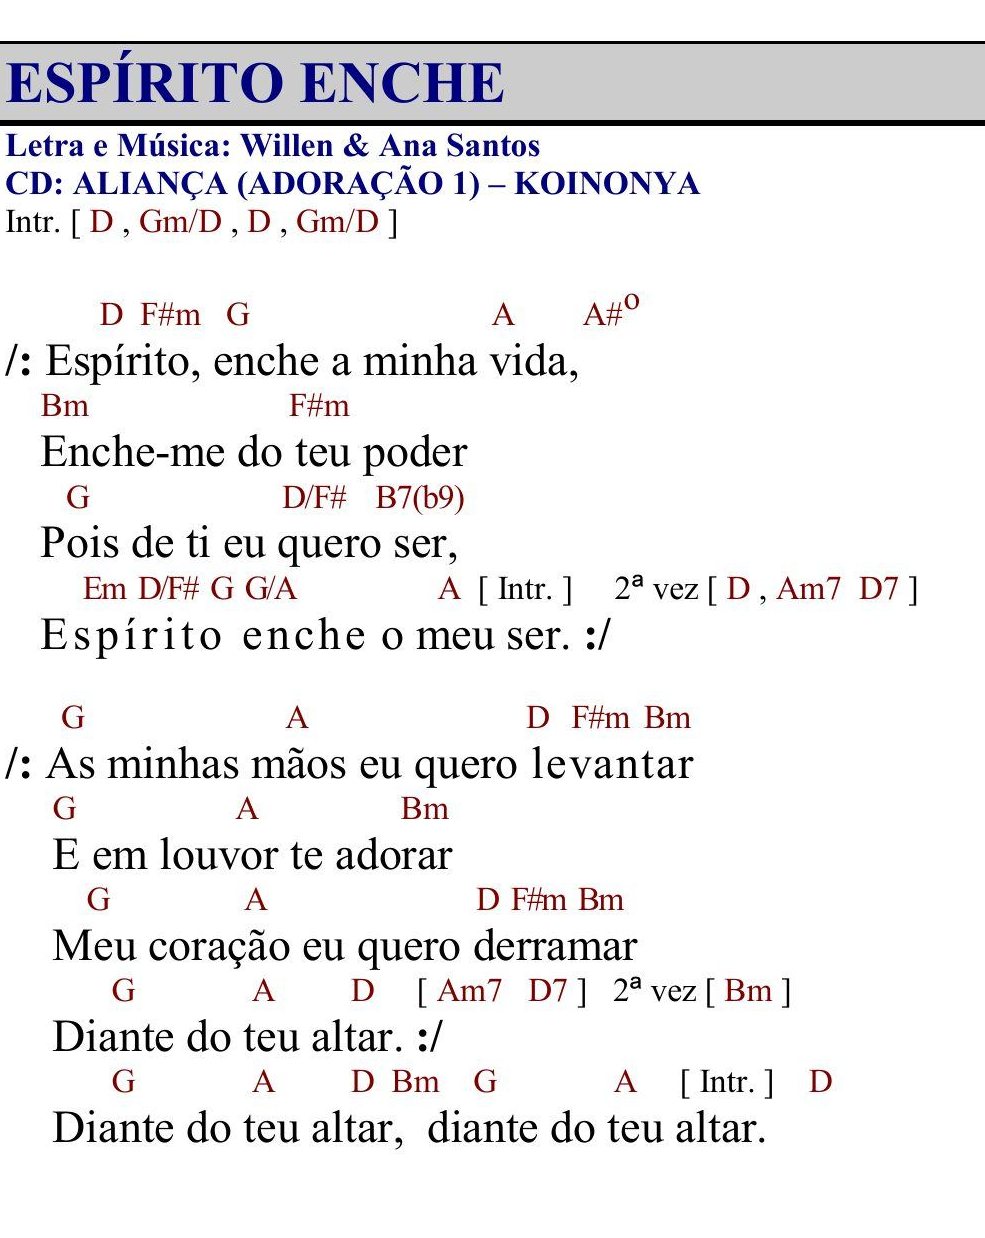 ESPÍRITO ENCHE
Letra e Música: Willen & Ana Santos
CD: ALIANÇA (ADORAÇÃO 1) – KOINONYA
Intr. [ D , Gm/D , D , Gm/D ]
D F#m G A A#º
/: Espírito, enche a minha vida,
Bm F#m
Enche-me do teu poder
G D/F# B7(b9)
Pois de ti eu quero ser,
Em D/F# G G/A A [ Intr. ] 2ª vez [ D , Am7 D7 ]
Espírito enche o meu ser. :/
G A D F#m Bm
/: As minhas mãos eu quero levantar
G A Bm
E em louvor te adorar
G A D F#m Bm
Meu coração eu quero derramar
G A D [ Am7 D7 ] 2ª vez [ Bm ]
Diante do teu altar. :/
G A D Bm G A [ Intr. ] D
Diante do teu altar, diante do teu altar.